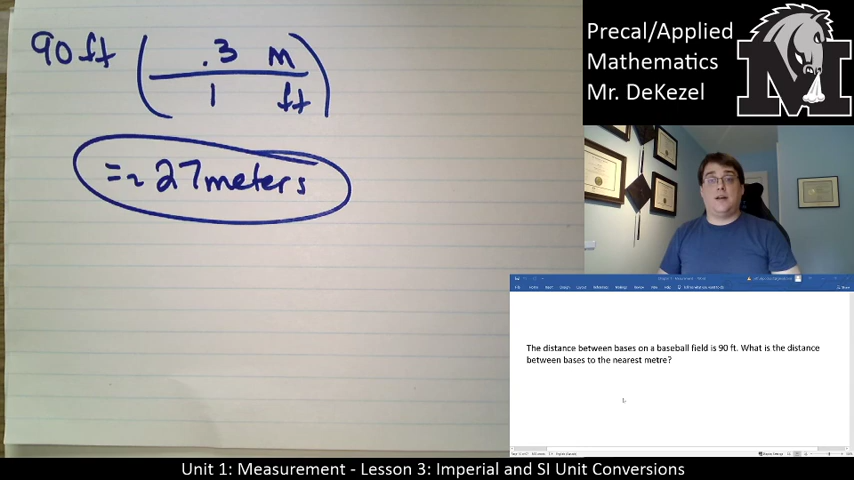 90 ft ( .3 m
1 ft )
=~ 27 meters
Precal/Applied
Mathematics
Mr. DeKezel
M
The distance between bases on a baseball field is 90 ft. What is the distance
between bases to the nearest metre?
Unit 1: Measurement - Lesson 3: Imperial and SI Unit Conversions